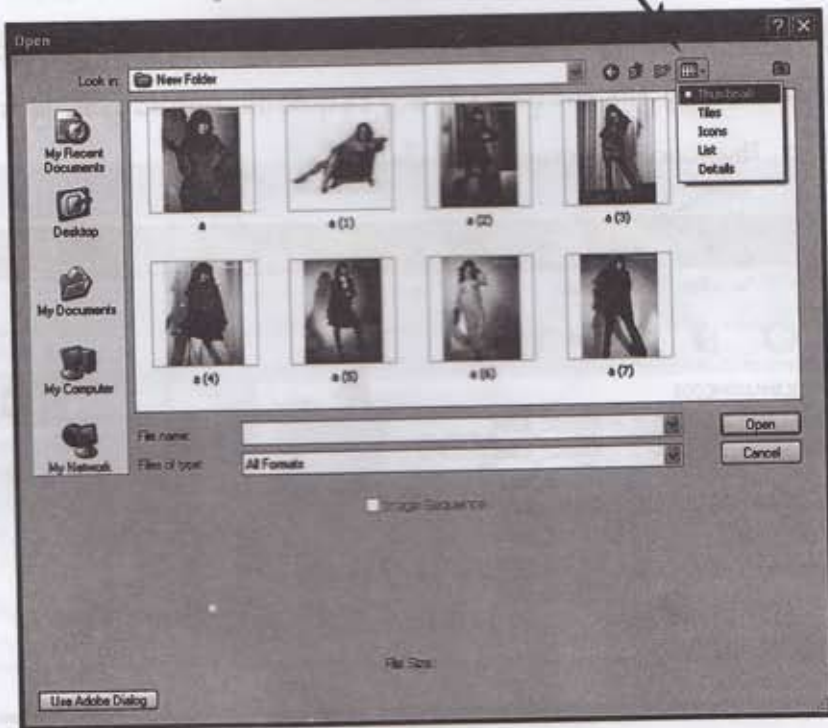 Open
Look in:
New Folder
Thumbnail
Tiles
Icons
List
Details
My Recent
Documents
Desktop
My Documents
My Computer
My Network
a
a (1)
a (2)
a (3)
a (4)
a (5)
a (6)
a (7)
File name:
Open
Files of type:
All Formats
Cancel
Image Sequence
File Size:
Use Adobe Dialog